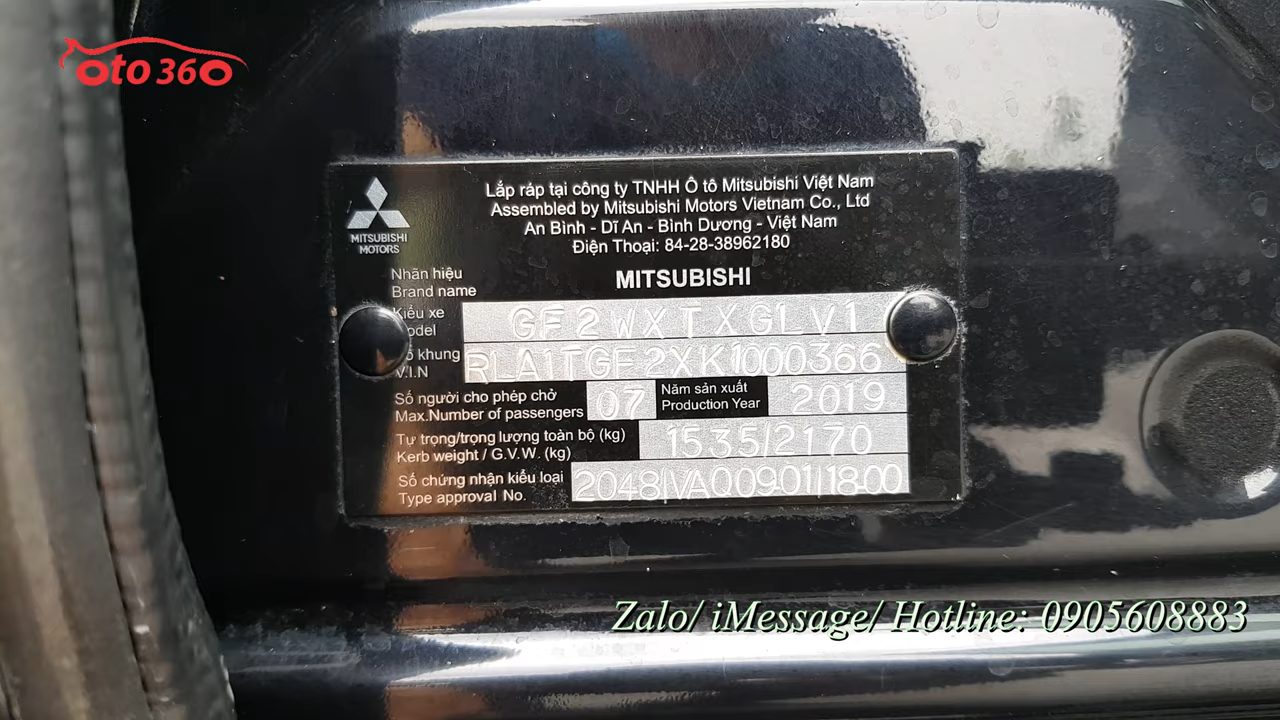 oto 360
Lắp ráp tại công ty TNHH Ô tô Mitsubishi Việt Nam
Assembled by Mitsubishi Motors Vietnam Co., Ltd
An Bình - Dĩ An - Bình Dương - Việt Nam
Điện Thoại: 84-28-38962180
MITSUBISHI
MOTORS
Nhãn hiệu
Brand name
MITSUBISHI
Kiểu xe
odel
GF2WXTXGLV1
khung
V.I.N
RLA1TGF2XK1000366
Số người cho phép chở
Max.Number of passengers
07
Năm sản xuất
Production Year
2019
Tự trọng/trọng lượng toàn bộ (kg)
Kerb weight / G.V.W. (kg)
1535/2170
Số chứng nhận kiểu loại
Type approval No.
2048/VA009-01/18-00
Zalo/ iMessage/ Hotline: 0905608883